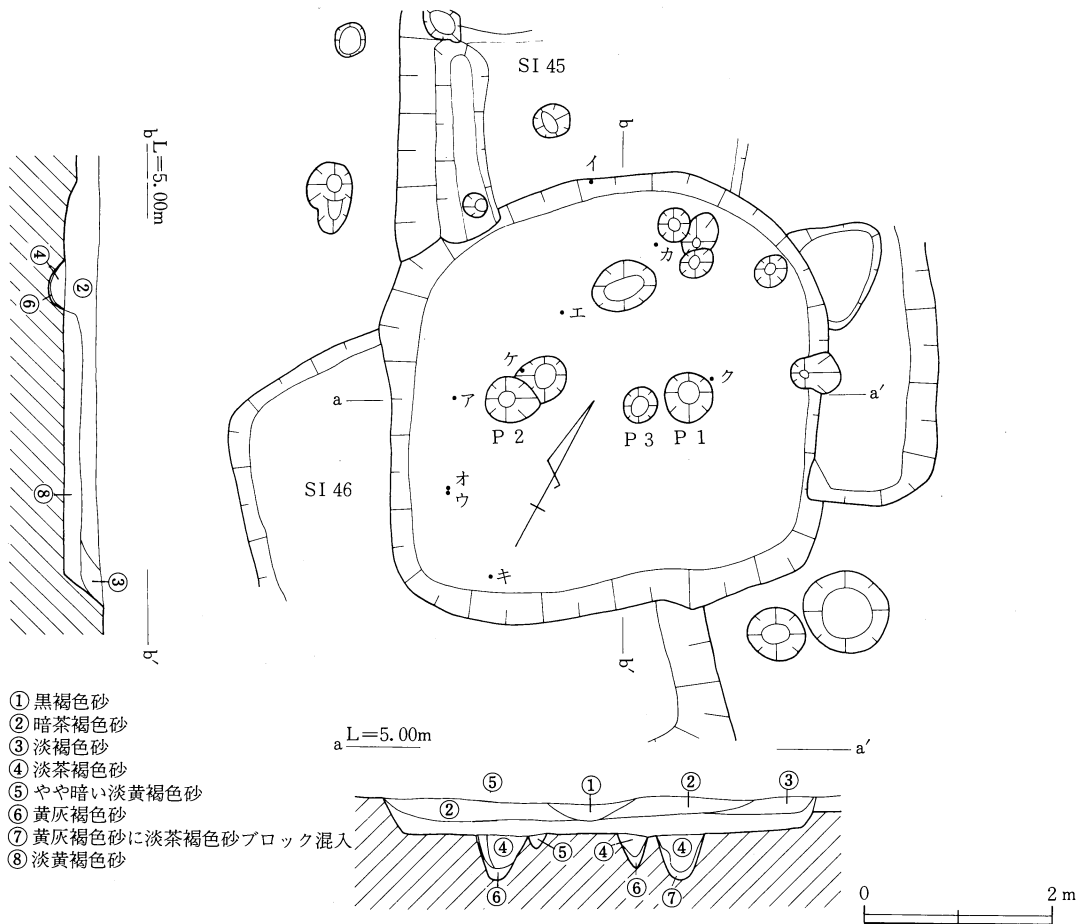 SI 45
b
イ
カ
エ
ケ
ク
a
ア
a′
P 2
P 3
P 1
オ
ウ
SI 46
キ
b′
b
L=5.00m
④
②
⑥
⑧
③
b′
①黒褐色砂
②暗茶褐色砂
③淡褐色砂
④淡茶褐色砂
⑤やや暗い淡黄褐色砂
⑥黄灰褐色砂
⑦黄灰褐色砂に淡茶褐色砂ブロック混入
⑧淡黄褐色砂
a
L=5.00m
a′
⑤
①
②
③
②
④
⑤
④
④
⑥
⑥
⑦
0
2 m